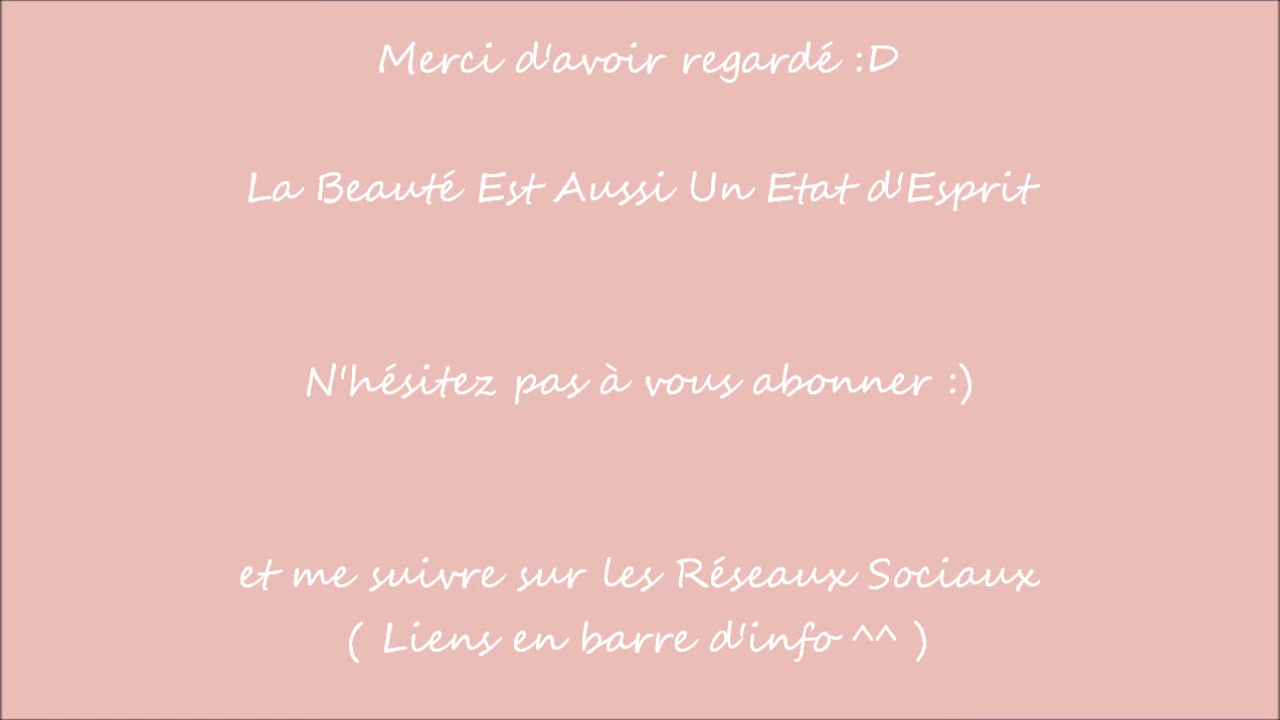 Merci d'avoir regardé :D
La Beauté Est Aussi Un Etat d'Esprit
N'hésitez pas à vous abonner :)
et me suivre sur les Réseaux Sociaux
( Liens en barre d'info ^^ )